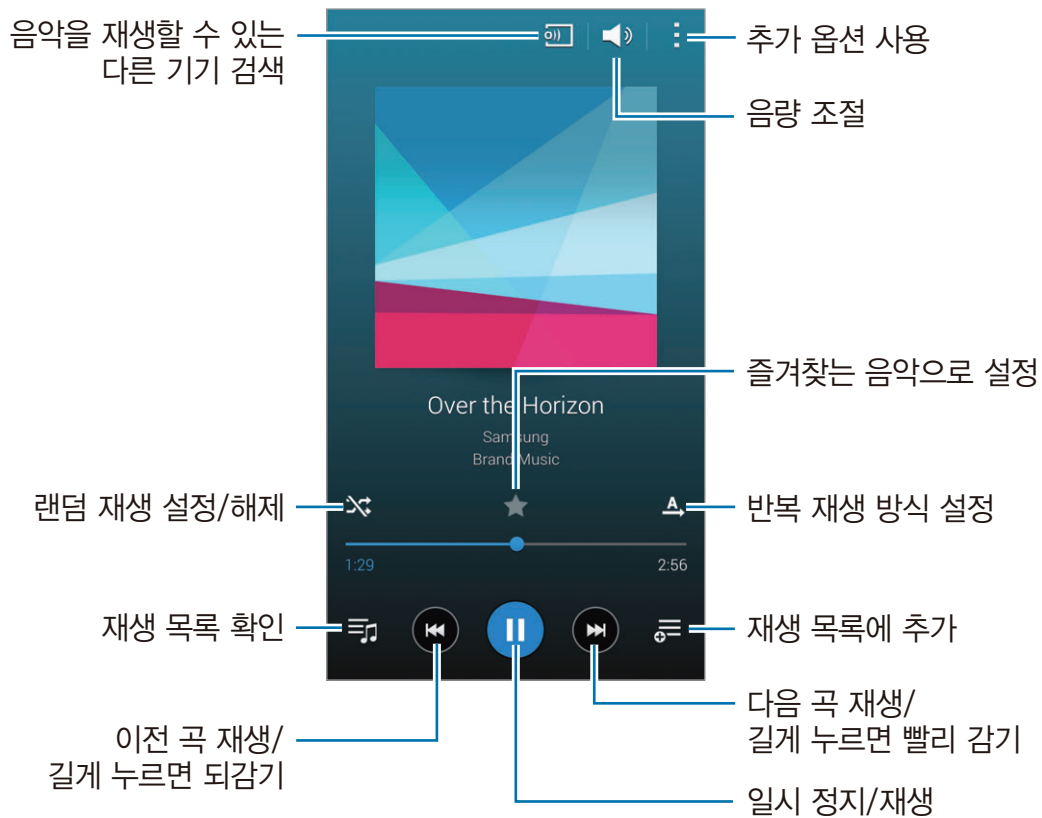 음악을 재생할 수 있는
다른 기기 검색
추가 옵션 사용
음량 조절
즐겨찾는 음악으로 설정
Over the Horizon
Samsung
Brand Music
랜덤 재생 설정/해제
A
반복 재생 방식 설정
1:29
2:56
재생 목록 확인
재생 목록에 추가
이전 곡 재생/
길게 누르면 되감기
다음 곡 재생/
길게 누르면 빨리 감기
일시 정지/재생